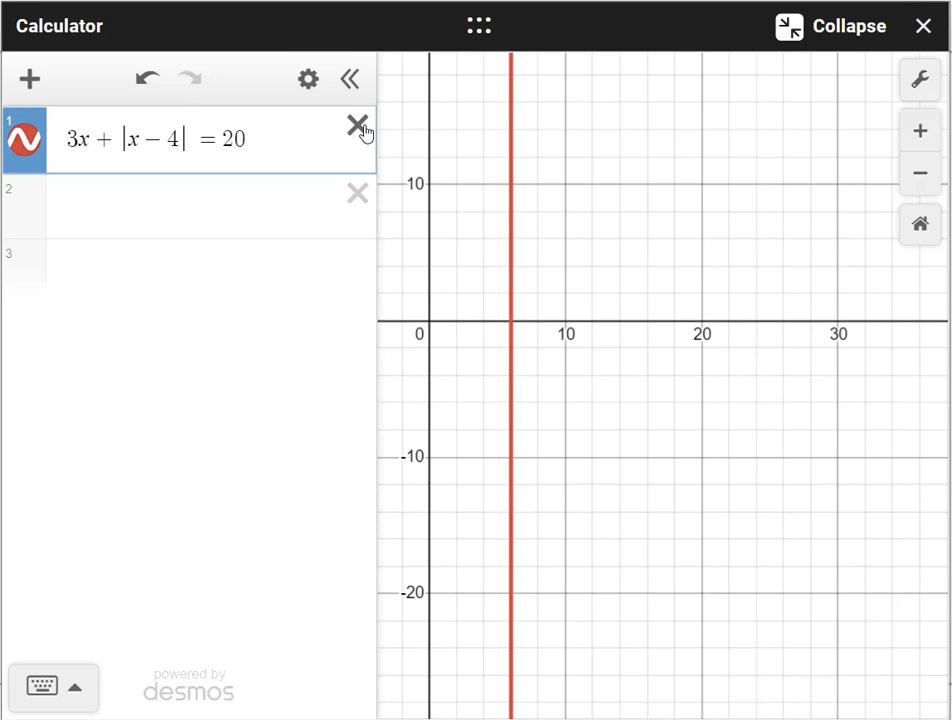 Calculator
Collapse
1
3x + |x − 4| = 20
2
3
10
0
10
20
30
-10
-20
powered by
desmos